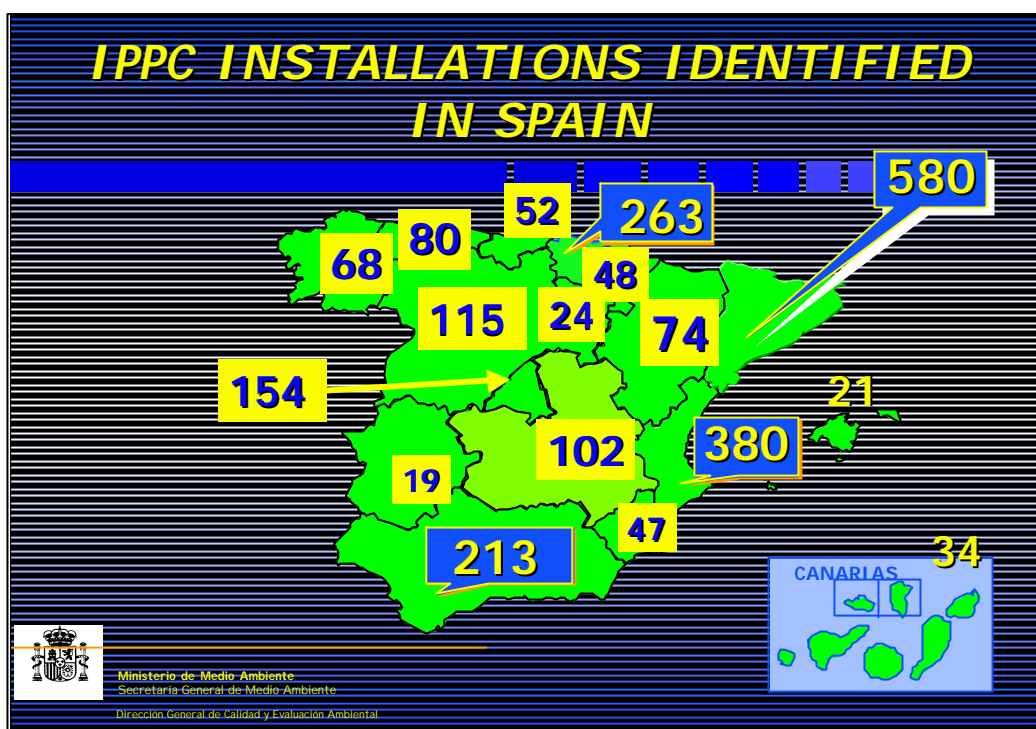 IPPC INSTALLATIONS IDENTIFIED
IN SPAIN
580
52
263
80
68
48
115
24
74
154
21
380
102
19
47
213
34
CANARIAS
Ministerio de Medio Ambiente
Secretaría General de Medio Ambiente
Dirección General de Calidad y Evaluación Ambiental